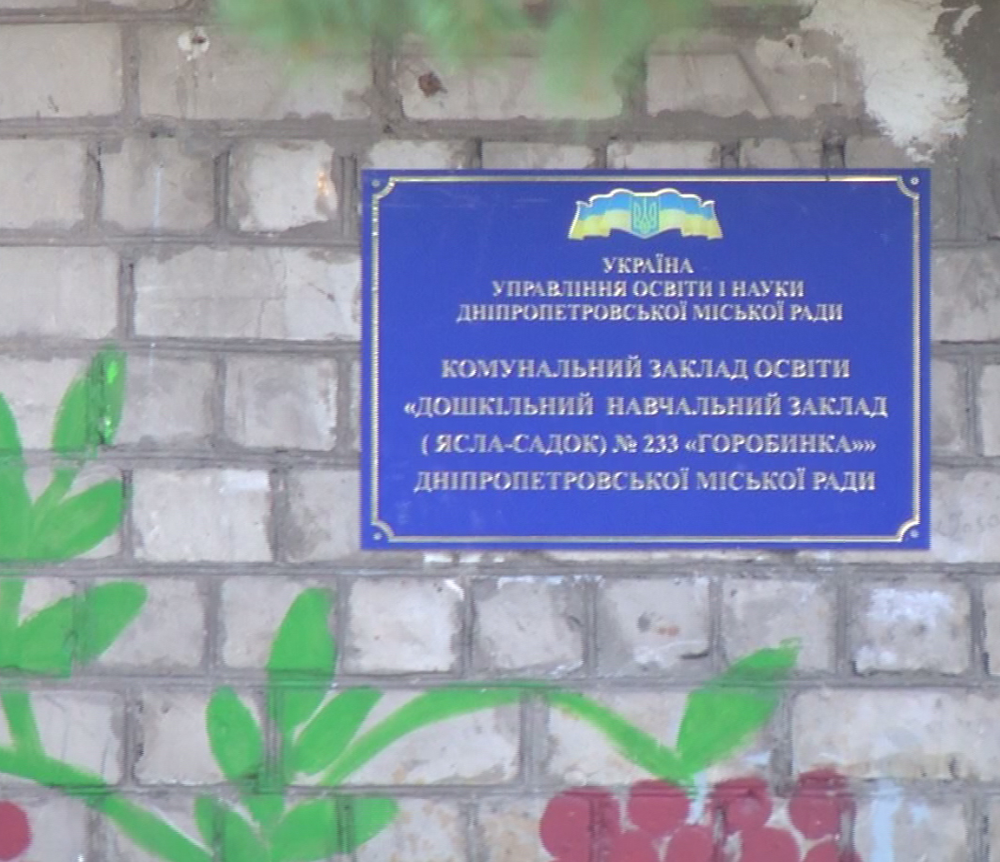 УКРАЇНА
УПРАВЛІННЯ ОСВІТИ І НАУКИ
ДНІПРОПЕТРОВСЬКОЇ МІСЬКОЇ РАДИ
КОМУНАЛЬНИЙ ЗАКЛАД ОСВІТИ
«ДОШКІЛЬНИЙ НАВЧАЛЬНИЙ ЗАКЛАД
( ЯСЛА-САДОК) № 233 «ГОРОБИНКА»»
ДНІПРОПЕТРОВСЬКОЇ МІСЬКОЇ РАДИ